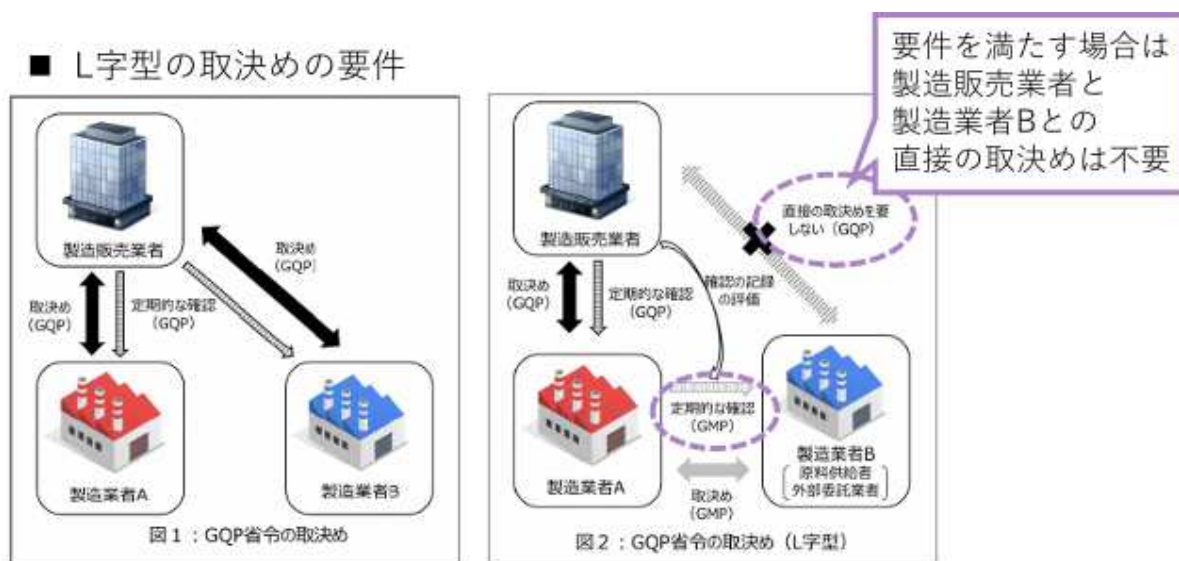 ■ L字型の取決めの要件
要件を満たす場合は
製造販売業者と
製造業者Bとの
直接の取決めは不要
製造販売業者
取決め
(GQP)
取決め
(GQP)
定期的な確認
(GQP)
製造業者A
製造業者B
図1：GQP省令の取決め
製造販売業者
直接の取決めを要
しない（GQP）
取決め
(GQP)
定期的な確認
(GQP)
確認の記録
の評価
定期的な確認
(GMP)
製造業者A
取決め
(GMP)
製造業者B
原料供給者
外部委託業者
図2：GQP省令の取決め（L字型）